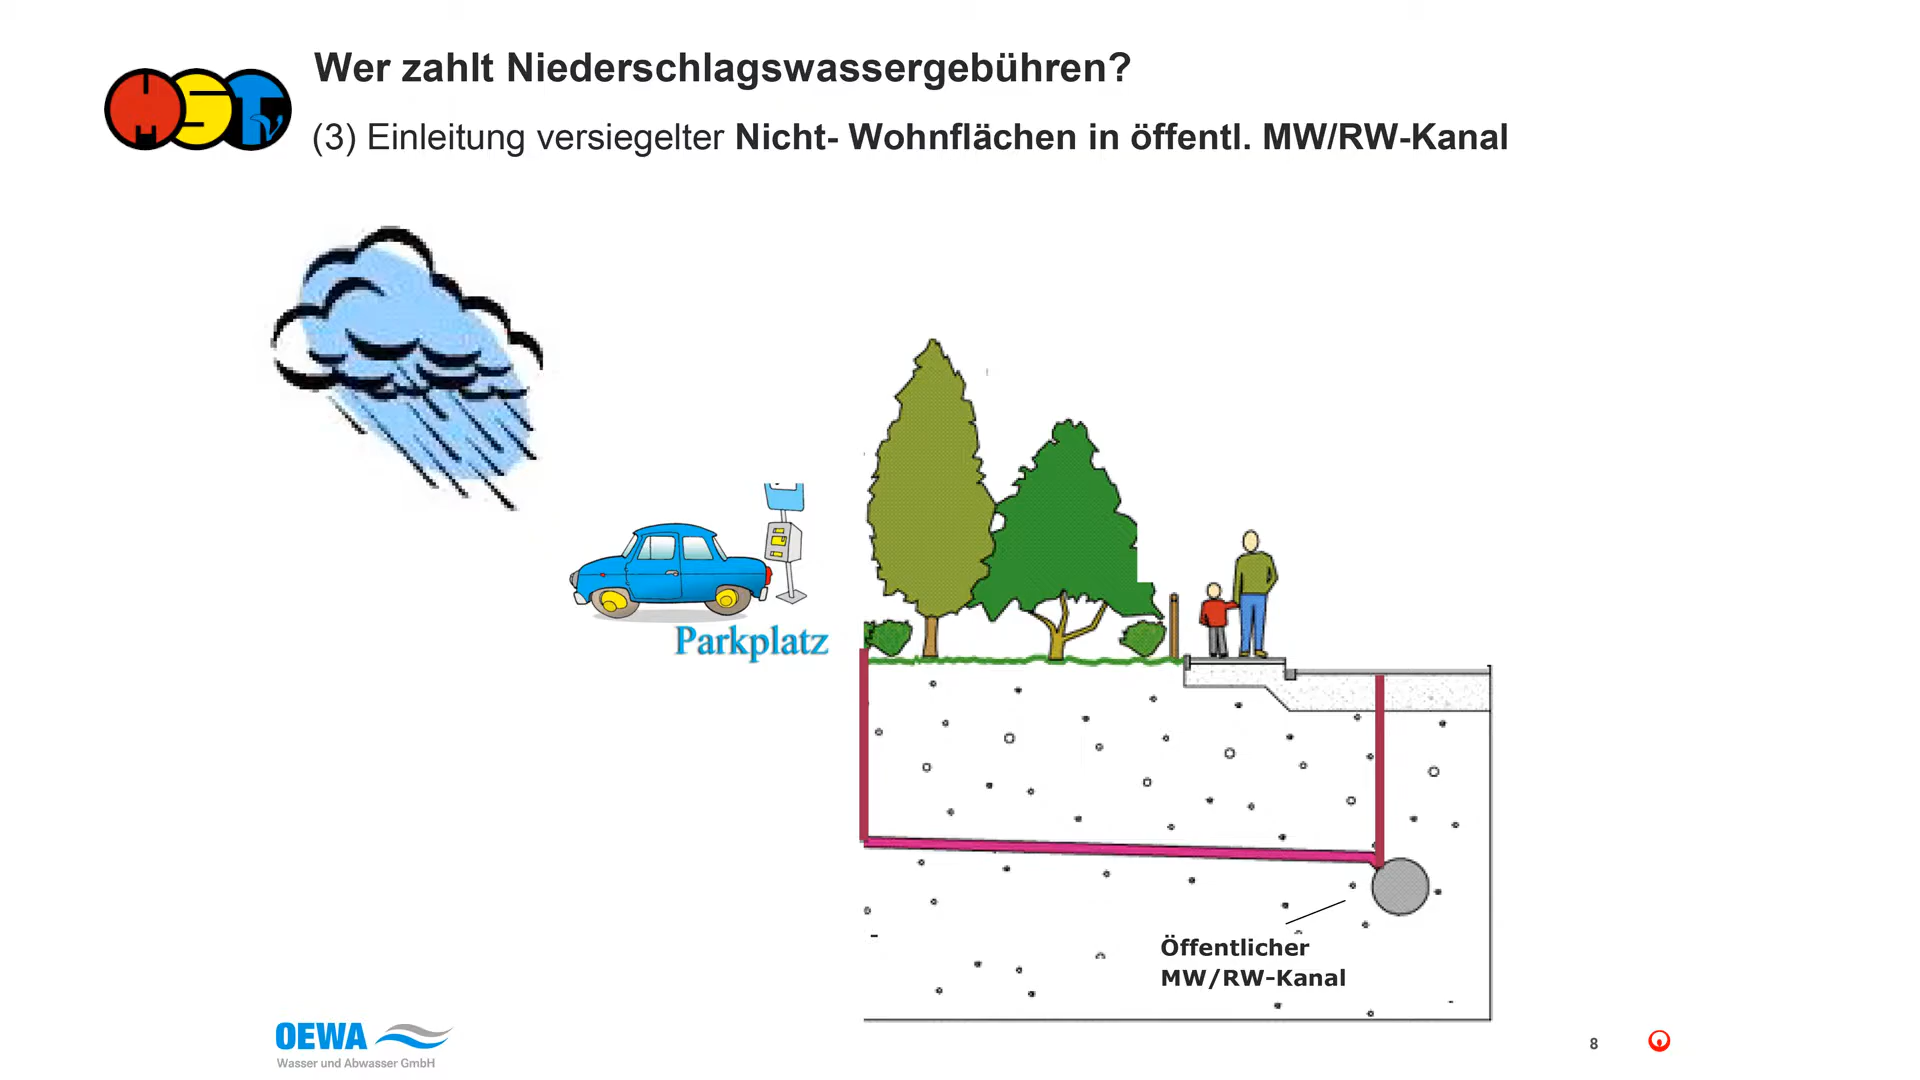 Wer zahlt Niederschlagswassergebühren?
HSTV
(3) Einleitung versiegelter Nicht- Wohnflächen in öffentl. MW/RW-Kanal
Parkplatz
Öffentlicher
MW/RW-Kanal
OEWA
Wasser und Abwasser GmbH
8